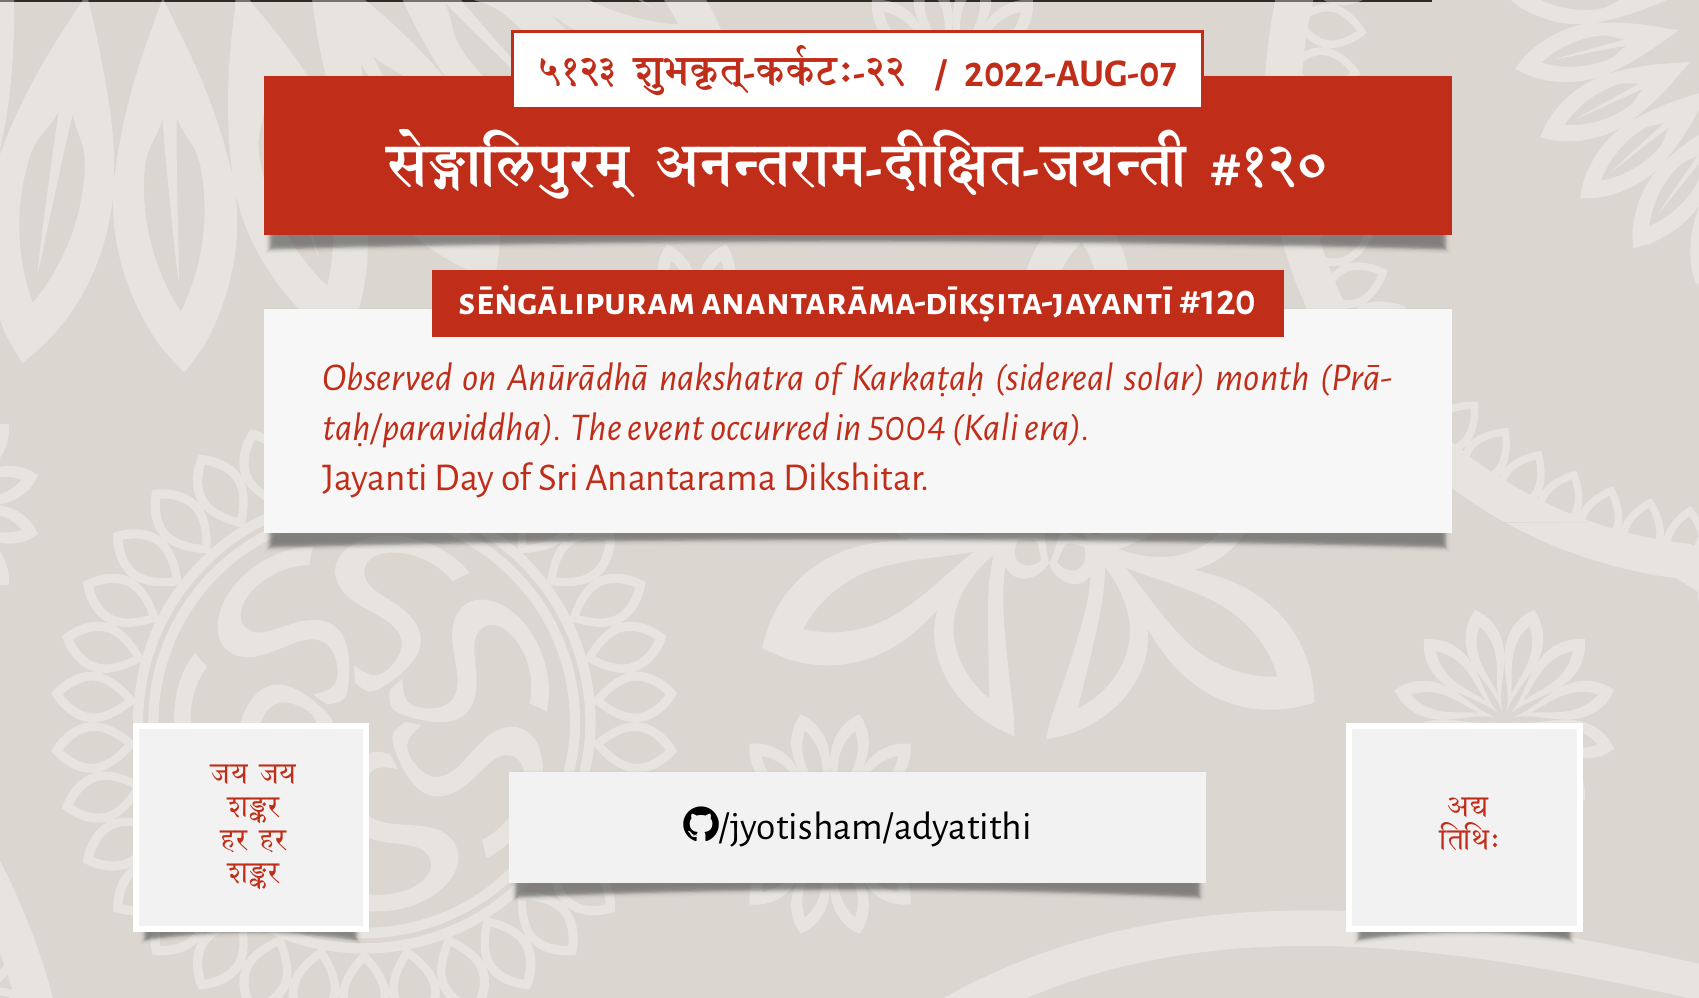 ५१२३ शुभकृत्-कर्कटः-२२ / 2022-AUG-07
सेङ्गालिपुरम् अनन्तराम-दीक्षित-जयन्ती #१२०
SĒṄGĀLIPURAM ANANTARĀMA-DĪKṢITA-JAYANTĪ #120
Observed on Anūrādhā nakshatra of Karkaṭaḥ (sidereal solar) month (Prā-
taḥ/paraviddha). The event occurred in 5004 (Kali era).
Jayanti Day of Sri Anantarama Dikshitar.
जय जय
शङ्कर
हर हर
शङ्कर
/jyotisham/adyatithi
अद्य
तिथिः